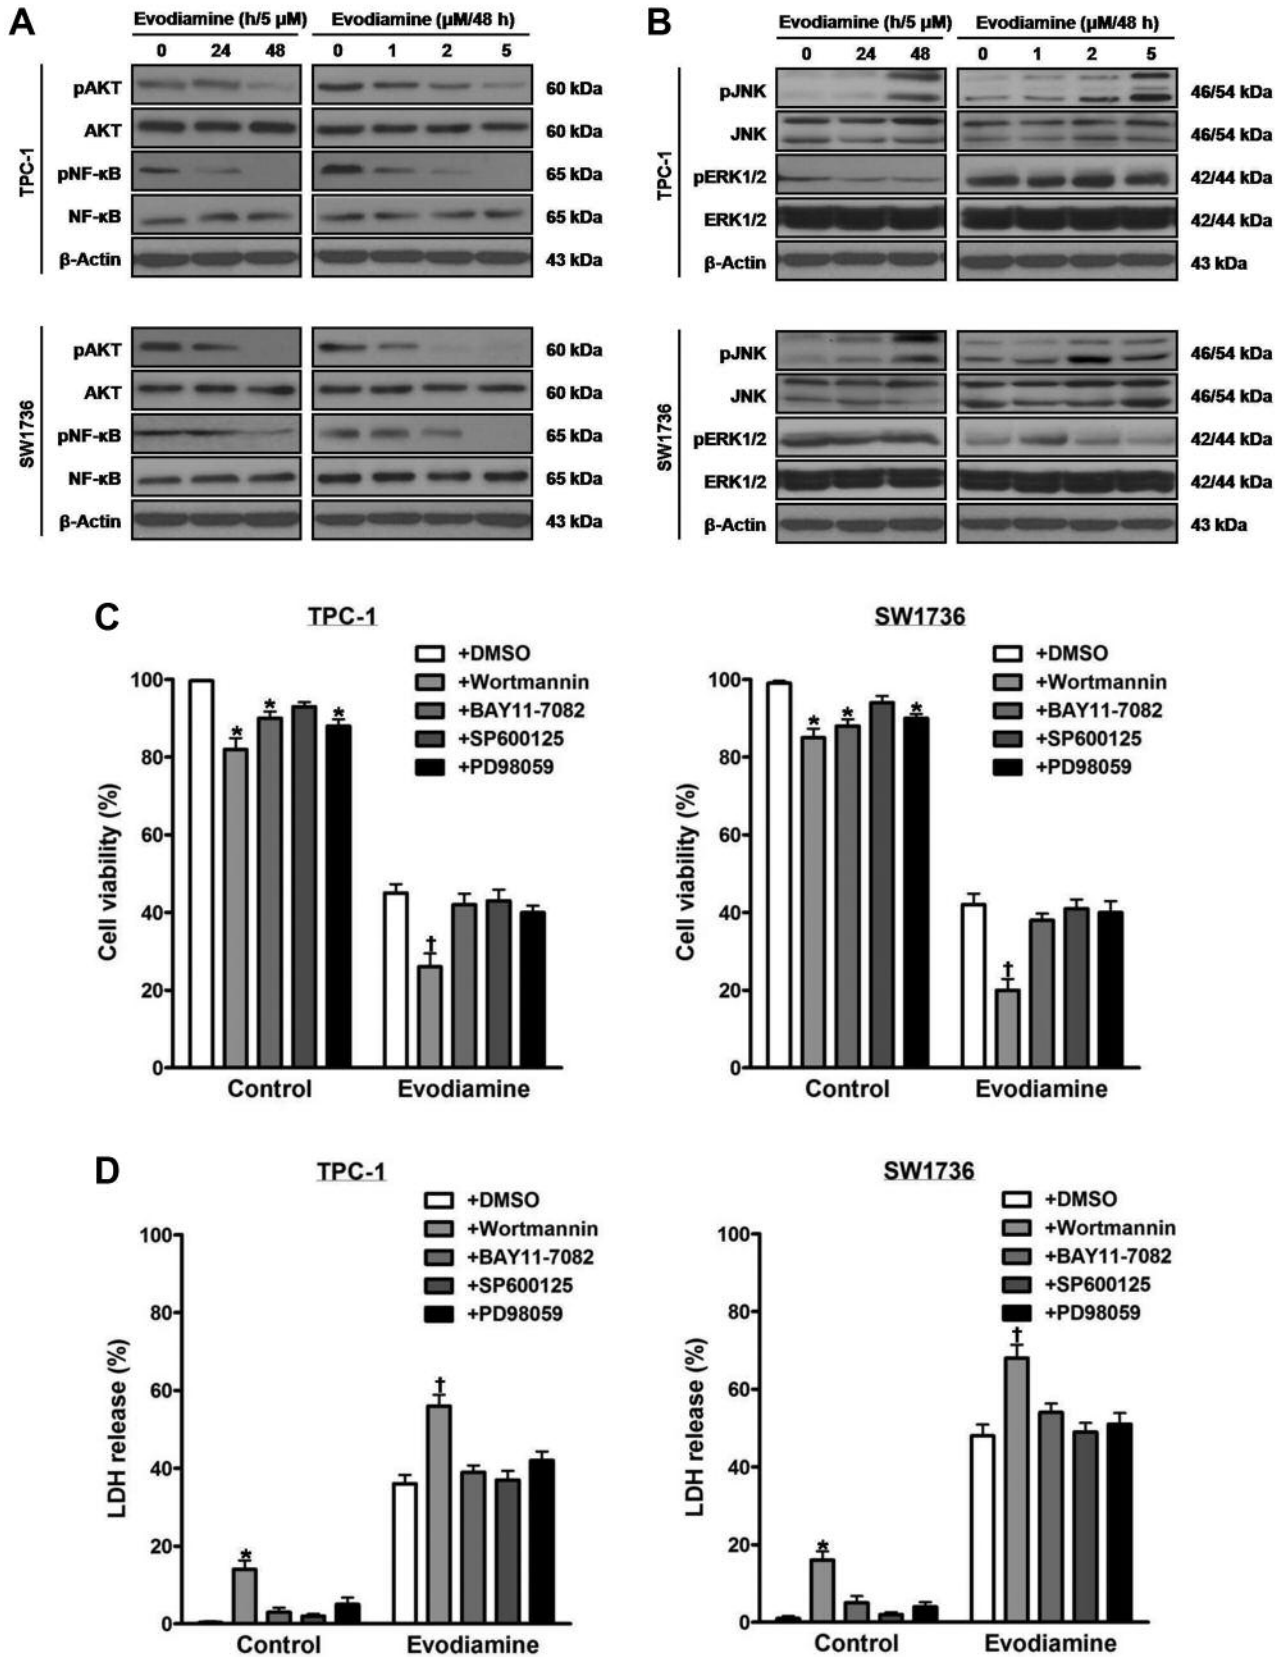 A
Evodiamine (h/5 µM) Evodiamine (µM/48 h)
0 24 48 0 1 2 5
TPC-1
pAKT 60 kDa
AKT 60 kDa
pNF-κB 65 kDa
NF-κB 65 kDa
β-Actin 43 kDa
SW1736
pAKT 60 kDa
AKT 60 kDa
pNF-κB 65 kDa
NF-κB 65 kDa
β-Actin 43 kDa
B
Evodiamine (h/5 µM) Evodiamine (µM/48 h)
0 24 48 0 1 2 5
TPC-1
pJNK 46/54 kDa
JNK 46/54 kDa
pERK1/2 42/44 kDa
ERK1/2 42/44 kDa
β-Actin 43 kDa
SW1736
pJNK 46/54 kDa
JNK 46/54 kDa
pERK1/2 42/44 kDa
ERK1/2 42/44 kDa
β-Actin 43 kDa
C
TPC-1
+DMSO
+Wortmannin
+BAY11-7082
+SP600125
+PD98059
Cell viability (%)
100
80
60
40
20
0
* * *
†
Control Evodiamine
SW1736
+DMSO
+Wortmannin
+BAY11-7082
+SP600125
+PD98059
Cell viability (%)
100
80
60
40
20
0
* * *
†
Control Evodiamine
D
TPC-1
+DMSO
+Wortmannin
+BAY11-7082
+SP600125
+PD98059
LDH release (%)
100
80
60
40
20
0
*
†
Control Evodiamine
SW1736
+DMSO
+Wortmannin
+BAY11-7082
+SP600125
+PD98059
LDH release (%)
100
80
60
40
20
0
*
†
Control Evodiamine